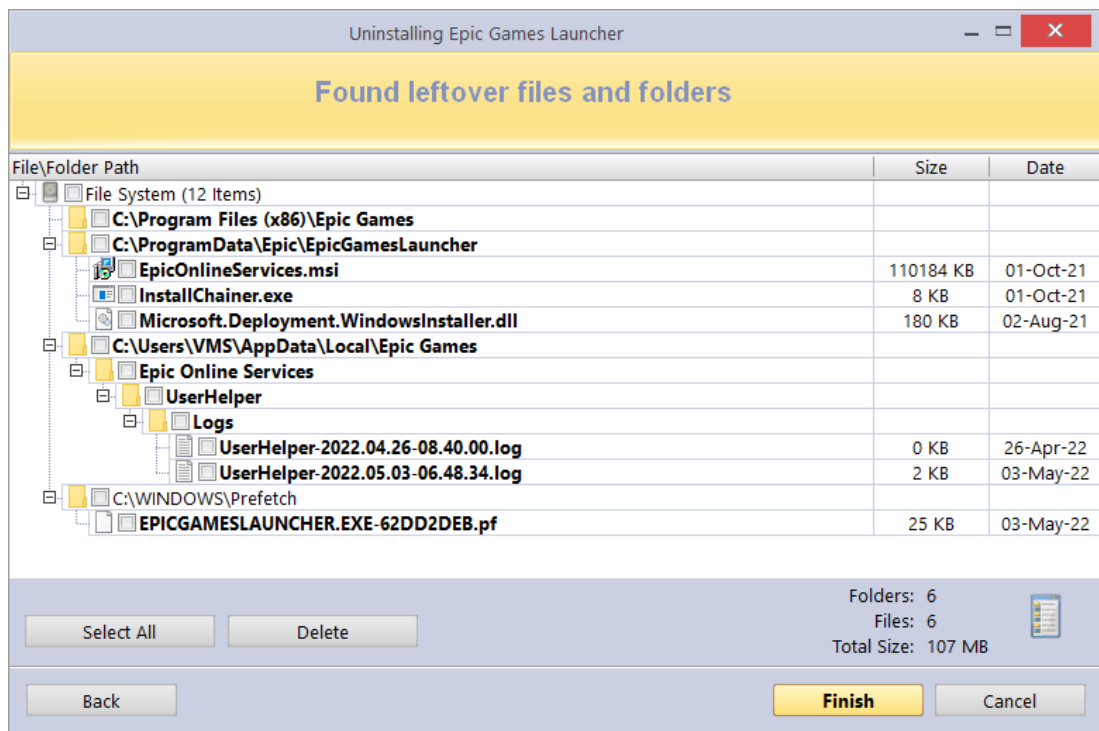 Uninstalling Epic Games Launcher
Found leftover files and folders
File\Folder Path Size Date
File System (12 Items)
C:\Program Files (x86)\Epic Games
C:\ProgramData\Epic\EpicGamesLauncher
EpicOnlineServices.msi 110184 KB 01-Oct-21
InstallChainer.exe 8 KB 01-Oct-21
Microsoft.Deployment.WindowsInstaller.dll 180 KB 02-Aug-21
C:\Users\VMS\AppData\Local\Epic Games
Epic Online Services
UserHelper
Logs
UserHelper-2022.04.26-08.40.00.log 0 KB 26-Apr-22
UserHelper-2022.05.03-06.48.34.log 2 KB 03-May-22
C:\WINDOWS\Prefetch
EPICGAMESLAUNCHER.EXE-62DD2DEB.pf 25 KB 03-May-22
Folders: 6
Files: 6
Total Size: 107 MB
Select All Delete
Back Finish Cancel